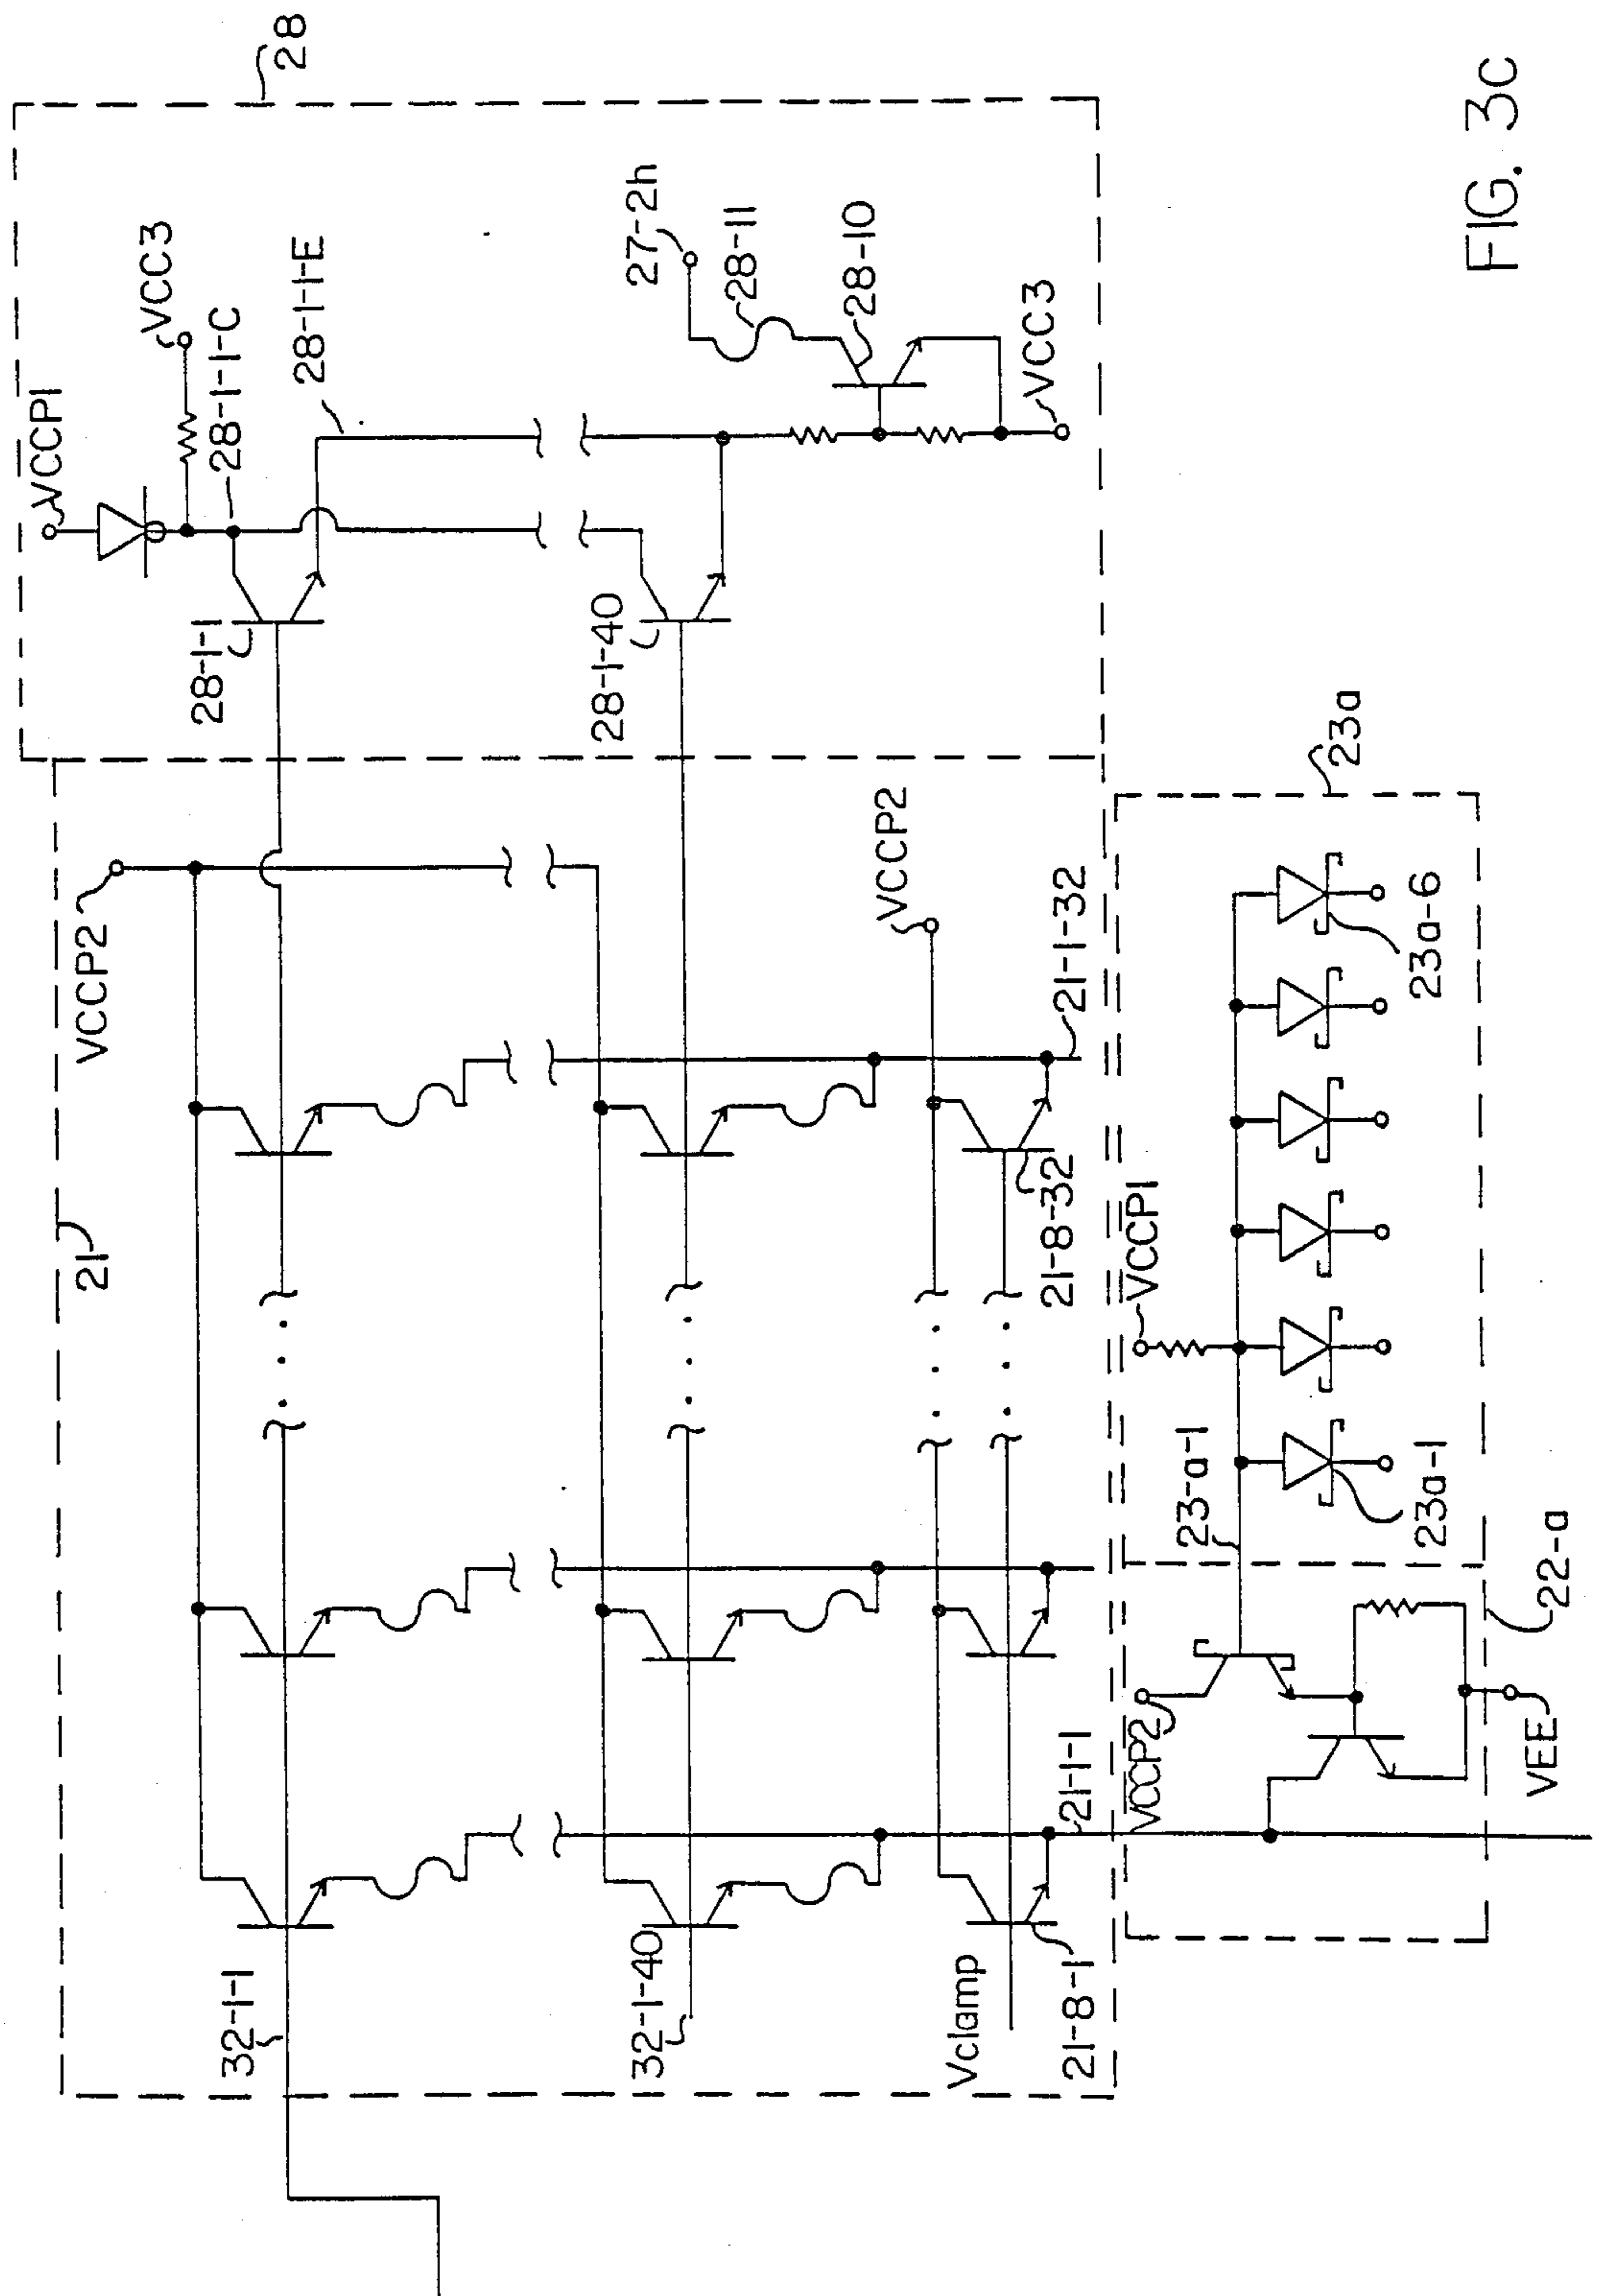 28
VCCP1
VCC3
28-1-1-C
28-1-1-E
28-1-1
27-2h
28-11
28-10
28-1-40
VCC3
VCCP2
21
VCCP2
21-1-32
21-8-32
32-1-1
32-1-40
Vclamp
21-8-1
21-1-1
VCCP1
23a
23-a-1
23a-6
23a-1
VCCP2
VEE
22-a
FIG. 3c